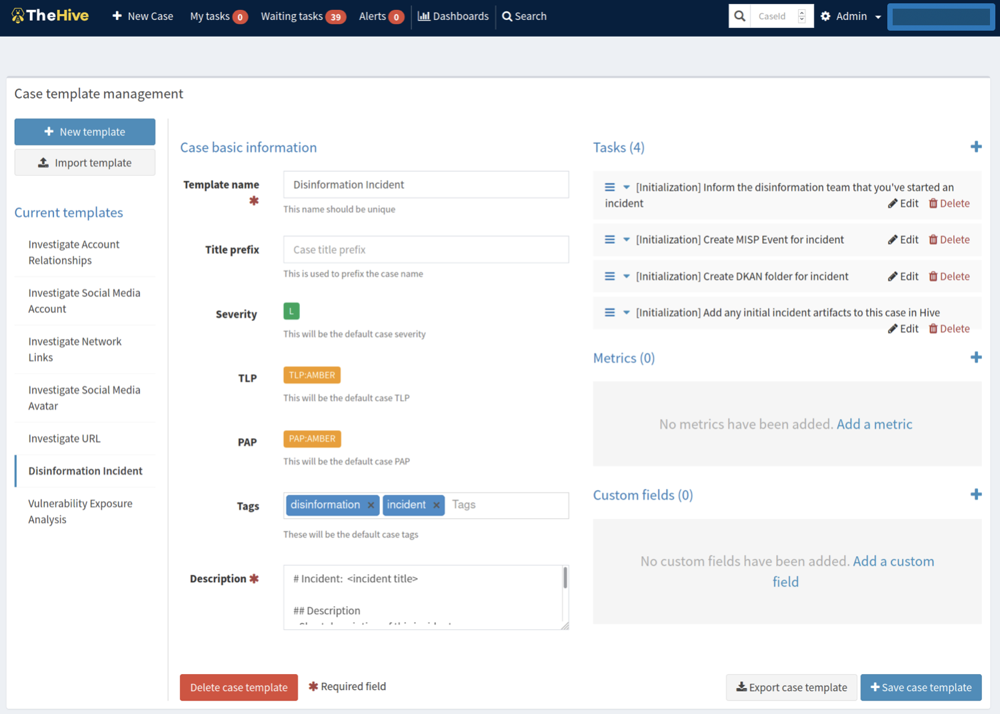 TheHive
New Case
My tasks 0
Waiting tasks 39
Alerts 0
Dashboards
Search
CaseId
Admin
Case template management
New template
Import template
Current templates
Investigate Account
Relationships
Investigate Social Media
Account
Investigate Network
Links
Investigate Social Media
Avatar
Investigate URL
Disinformation Incident
Vulnerability Exposure
Analysis
Case basic information
Template name
Disinformation Incident
This name should be unique
Title prefix
Case title prefix
This is used to prefix the case name
Severity
L
This will be the default case severity
TLP
TLP:AMBER
This will be the default case TLP
PAP
PAP:AMBER
This will be the default case PAP
Tags
disinformation
incident
Tags
These will be the default case tags
Description
# Incident: <incident title>
## Description
Tasks (4)
[Initialization] Inform the disinformation team that you've started an
incident
Edit Delete
[Initialization] Create MISP Event for incident
Edit Delete
[Initialization] Create DKAN folder for incident
Edit Delete
[Initialization] Add any initial incident artifacts to this case in Hive
Edit Delete
Metrics (0)
No metrics have been added. Add a metric
Custom fields (0)
No custom fields have been added. Add a custom
field
Delete case template
Required field
Export case template
Save case template